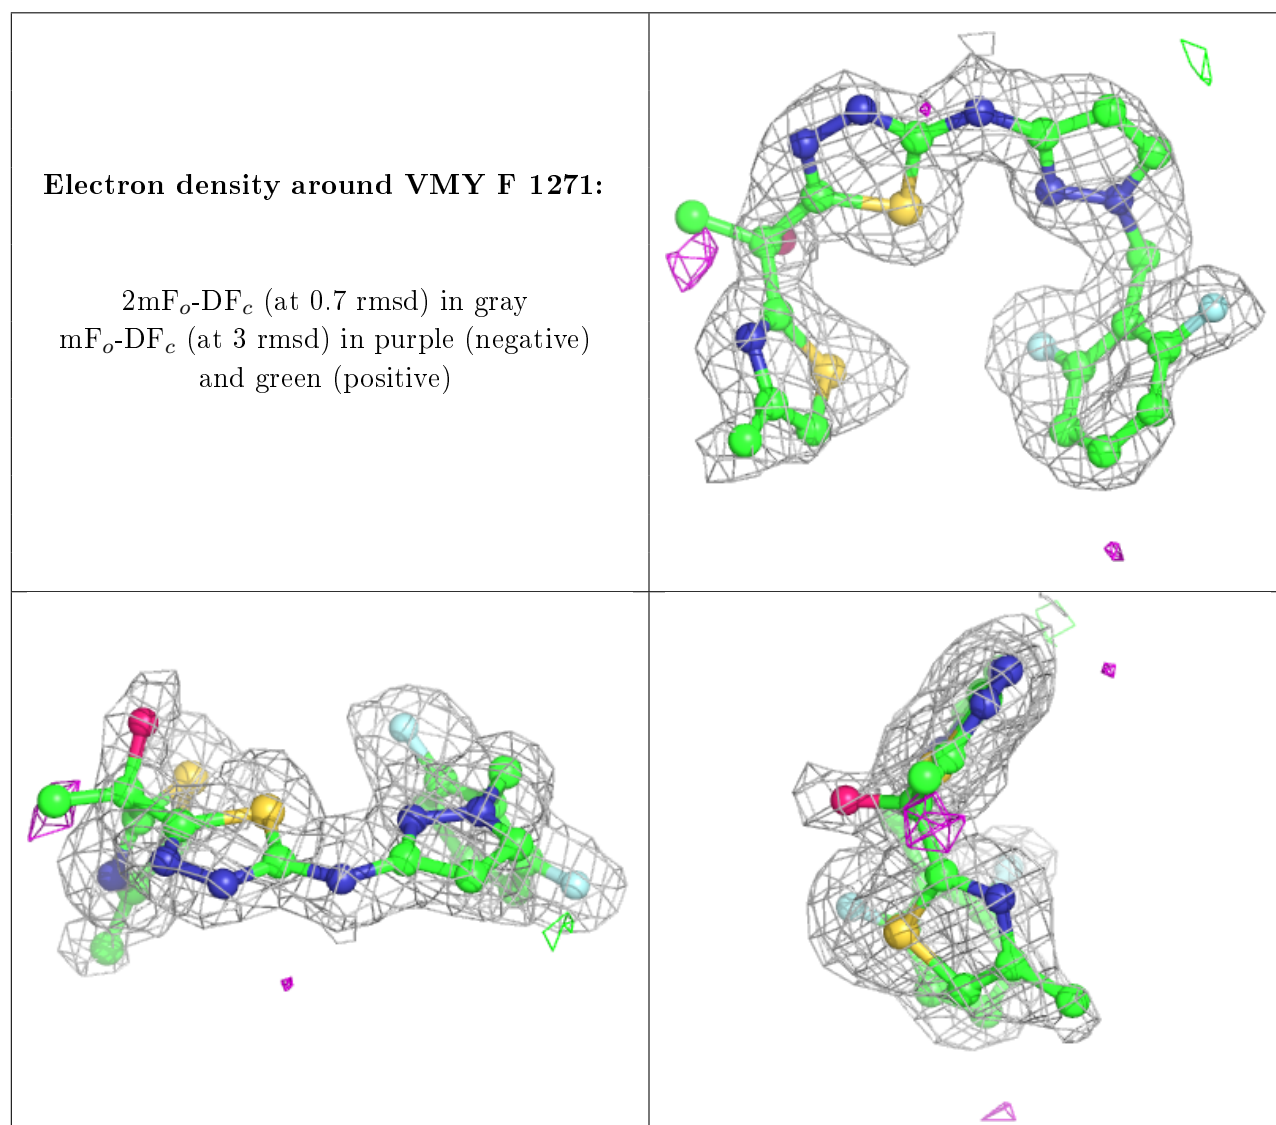 Electron density around VMY F 1271:
2mFo-DFc (at 0.7 rmsd) in gray
mFo-DFc (at 3 rmsd) in purple (negative)
and green (positive)